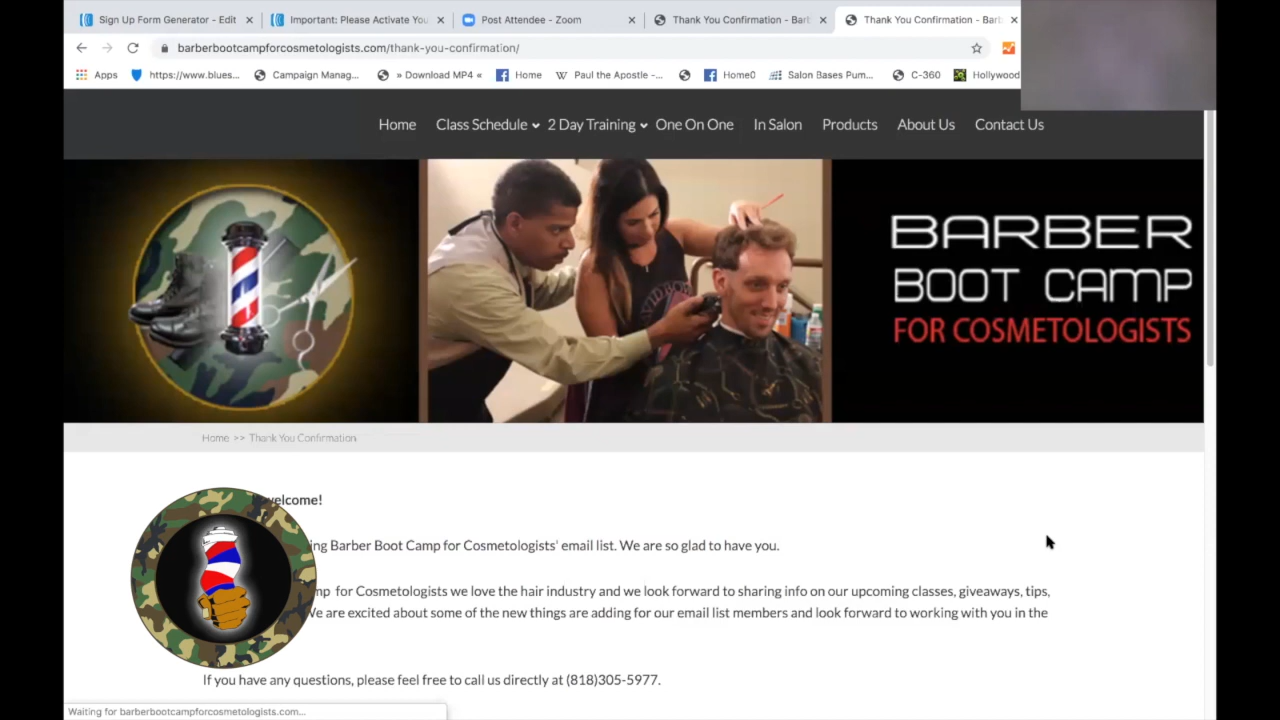 Sign Up Form Generator - Edit
Important: Please Activate You
Post Attendee - Zoom
Thank You Confirmation - Barb
Thank You Confirmation - Barb
barberbootcampforcosmetologists.com/thank-you-confirmation/
Apps
https://www.blues...
Campaign Manag...
» Download MP4 «
Home
Paul the Apostle -...
Home0
Salon Bases Pum...
C-360
Hollywood
Home
Class Schedule
2 Day Training
One On One
In Salon
Products
About Us
Contact Us
BARBER
BOOT CAMP
FOR COSMETOLOGISTS
Home >> Thank You Confirmation
welcome!
ing Barber Boot Camp for Cosmetologists' email list. We are so glad to have you.
mp for Cosmetologists we love the hair industry and we look forward to sharing info on our upcoming classes, giveaways, tips,
We are excited about some of the new things are adding for our email list members and look forward to working with you in the
If you have any questions, please feel free to call us directly at (818)305-5977.
Waiting for barberbootcampforcosmetologists.com...